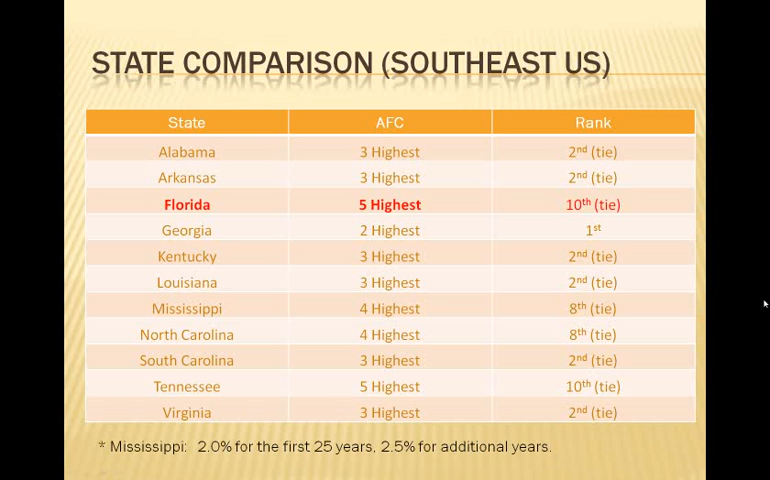 STATE COMPARISON (SOUTHEAST US)
State AFC Rank
Alabama 3 Highest 2nd (tie)
Arkansas 3 Highest 2nd (tie)
Florida 5 Highest 10th (tie)
Georgia 2 Highest 1st
Kentucky 3 Highest 2nd (tie)
Louisiana 3 Highest 2nd (tie)
Mississippi 4 Highest 8th (tie)
North Carolina 4 Highest 8th (tie)
South Carolina 3 Highest 2nd (tie)
Tennessee 5 Highest 10th (tie)
Virginia 3 Highest 2nd (tie)
* Mississippi: 2.0% for the first 25 years, 2.5% for additional years.